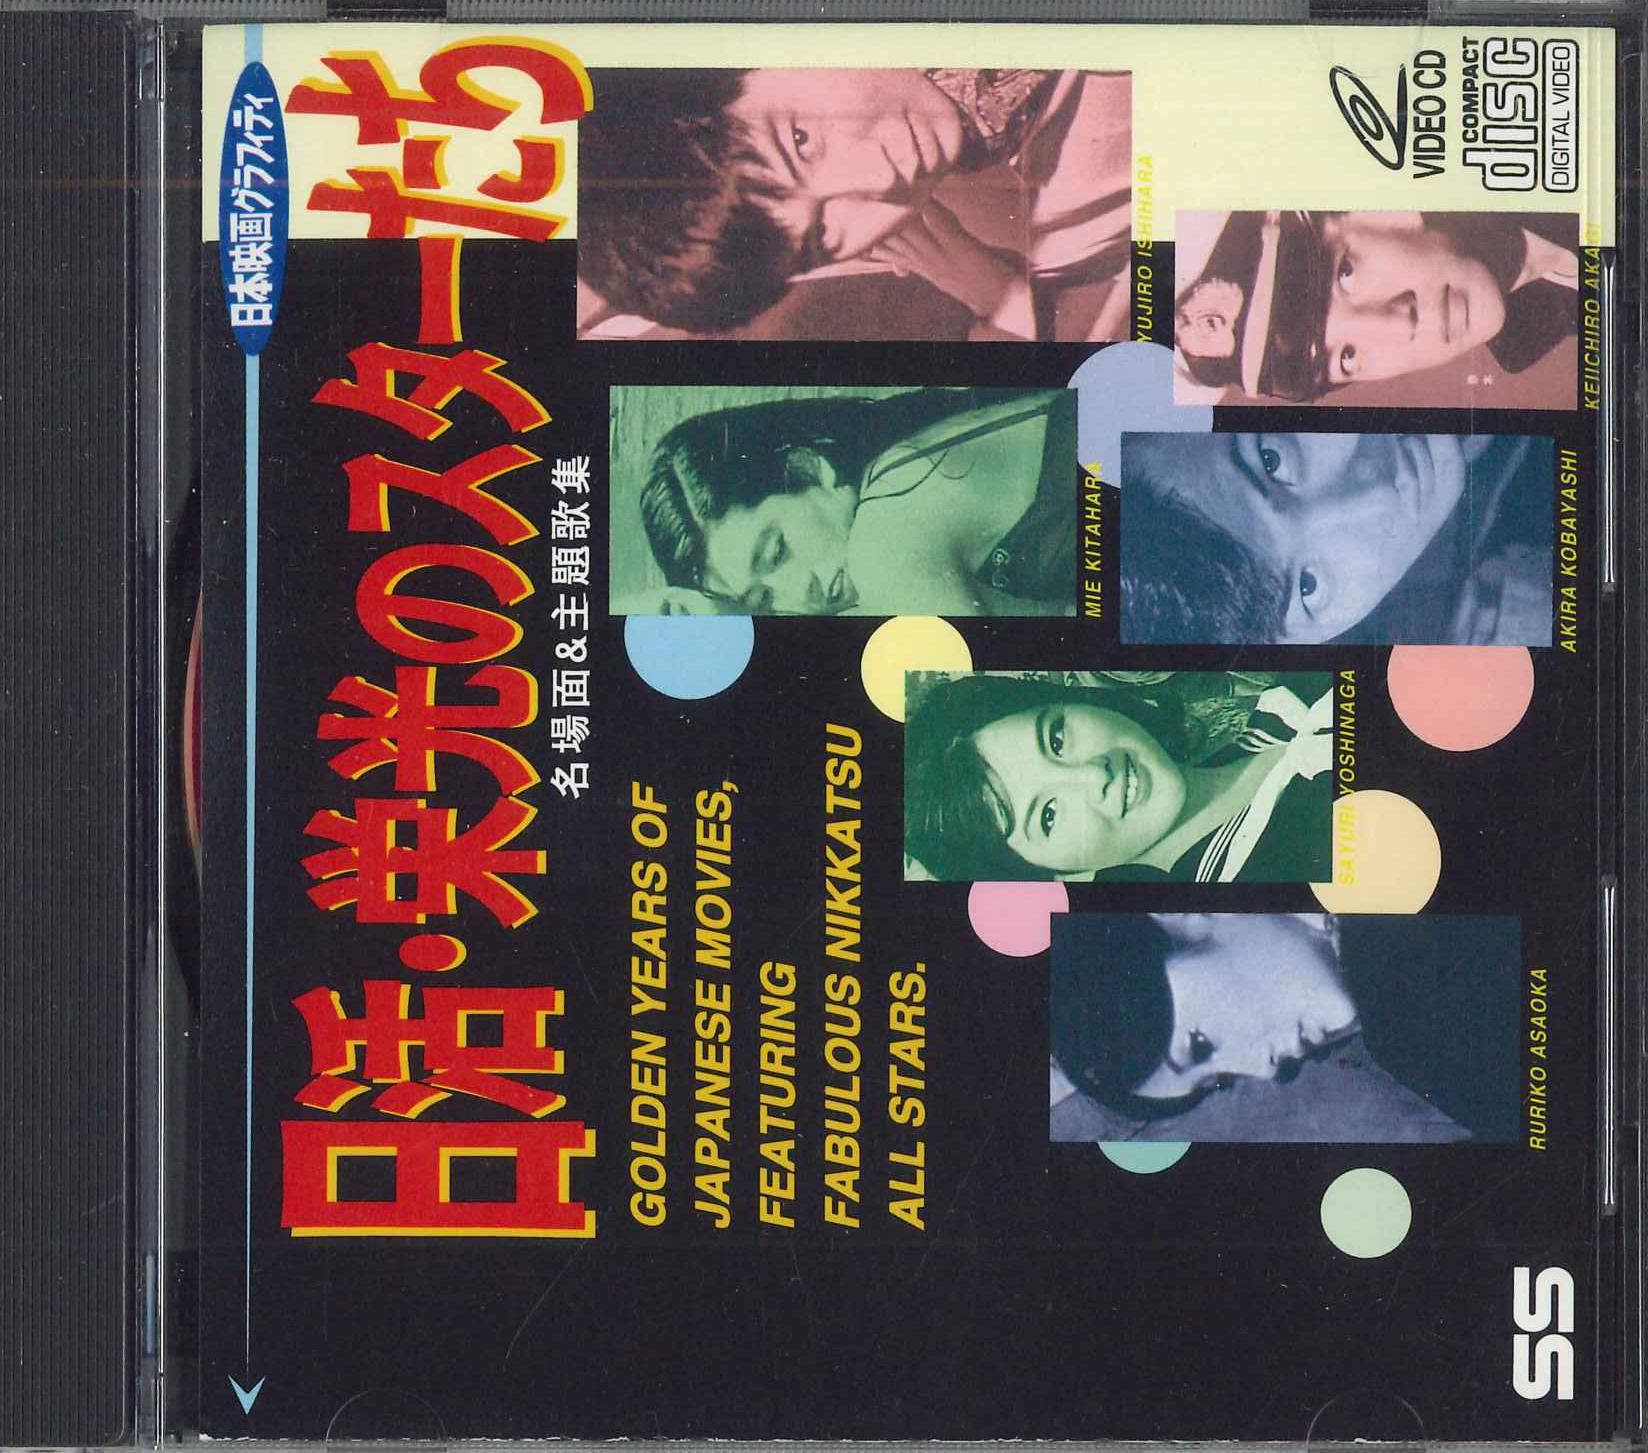 日本映画グラフィティ
日活・栄光のスターたち
名場面&主題歌集
GOLDEN YEARS OF
JAPANESE MOVIES,
FEATURING
FABULOUS NIKKATSU
ALL STARS.
YUJIRO ISHIHARA
KEIICHIRO AKAGI
MIE KITAHARA
AKIRA KOBAYASHI
SAYURI YOSHINAGA
RURIKO ASAOKA
VIDEO CD
COMPACT
disc
DIGITAL VIDEO
SS